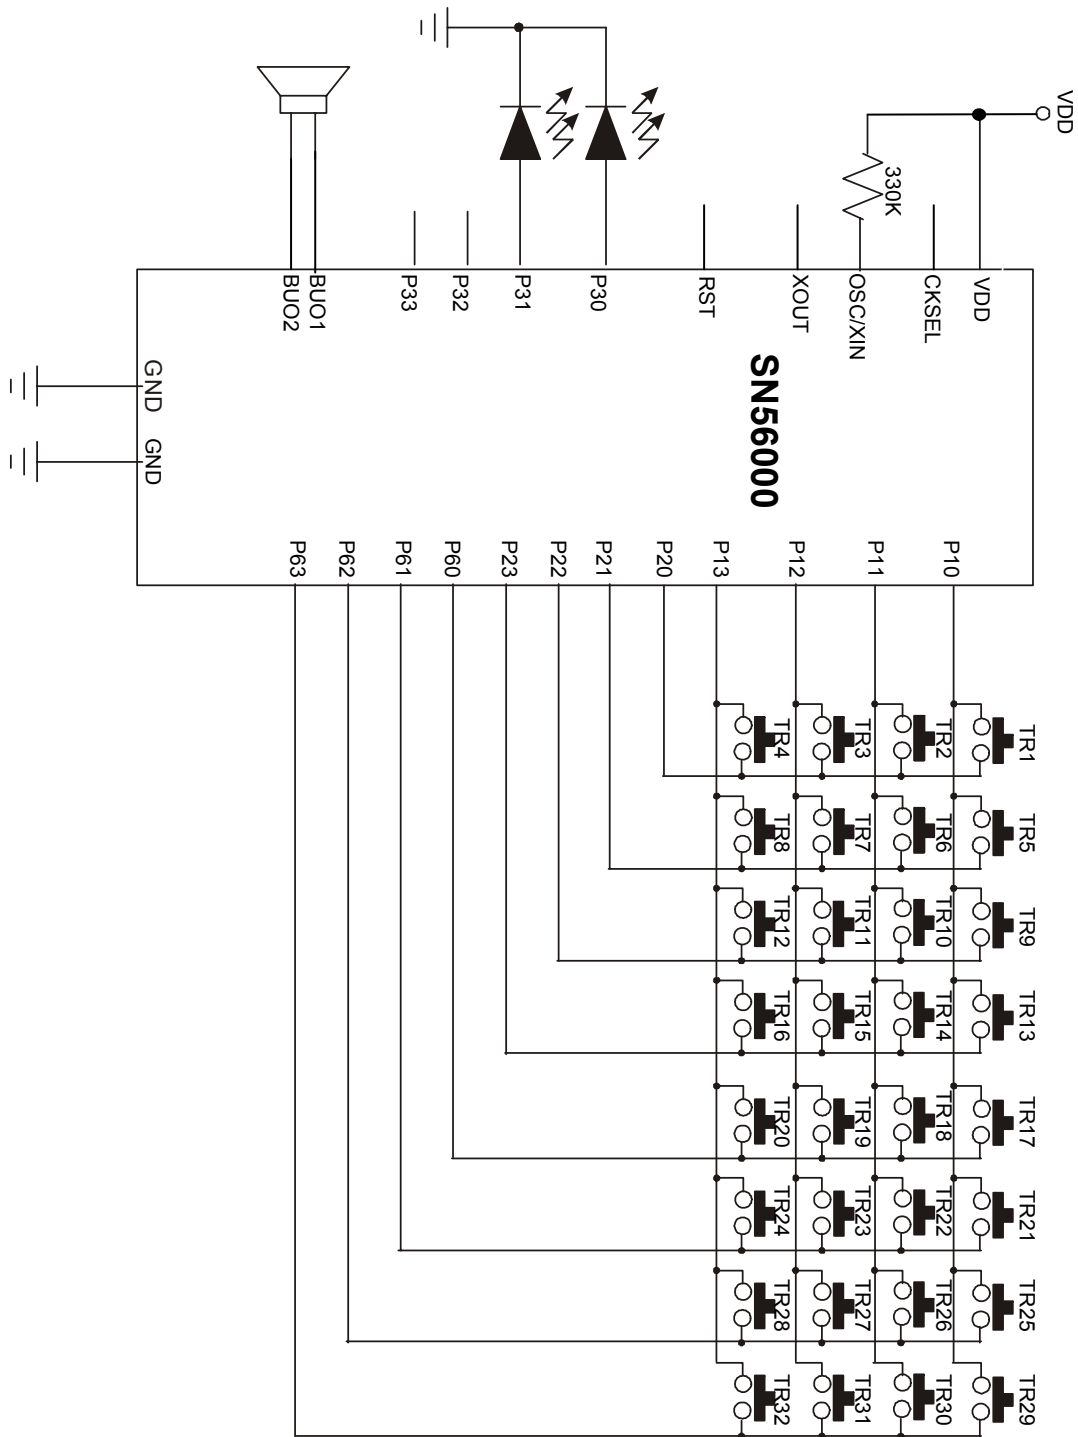 VDD
TR1 TR5 TR9 TR13 TR17 TR21 TR25 TR29
VDD
P10
TR2 TR6 TR10 TR14 TR18 TR22 TR26 TR30
CKSEL
330K
P11
TR3 TR7 TR11 TR15 TR19 TR23 TR27 TR31
OSC/XIN
XOUT
P12
TR4 TR8 TR12 TR16 TR20 TR24 TR28 TR32
SN56000
P13
RST
P20
P21
P30
P22
P31
P23
P32
P60
P33
P61
P62
BUO1
P63
BUO2
GND GND